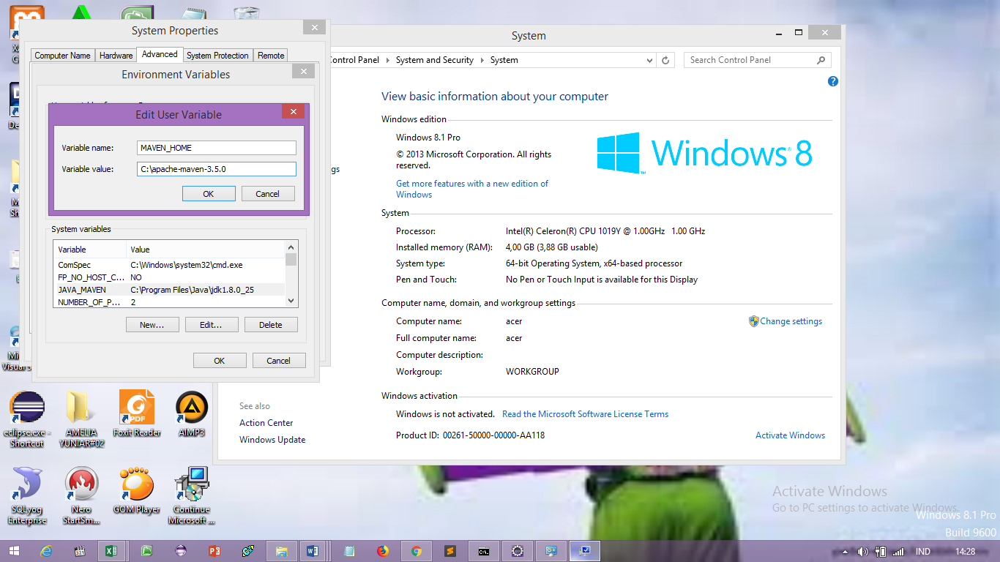 System Properties
Computer Name
Hardware
Advanced
System Protection
Remote
Environment Variables
Edit User Variable
Variable name:
MAVEN_HOME
Variable value:
C:\apache-maven-3.5.0
OK
Cancel
System variables
Variable
Value
ComSpec
C:\Windows\system32\cmd.exe
FP_NO_HOST_C...
NO
JAVA_MAVEN
C:\Program Files\Java\jdk1.8.0_25
NUMBER_OF_P...
2
New...
Edit...
Delete
OK
Cancel
System
Control Panel
System and Security
System
Search Control Panel
View basic information about your computer
Windows edition
Windows 8.1 Pro
© 2013 Microsoft Corporation. All rights
reserved.
Get more features with a new edition of
Windows
Windows 8
System
Processor:
Intel(R) Celeron(R) CPU 1019Y @ 1.00GHz 1.00 GHz
Installed memory (RAM):
4,00 GB (3,88 GB usable)
System type:
64-bit Operating System, x64-based processor
Pen and Touch:
No Pen or Touch Input is available for this Display
Computer name, domain, and workgroup settings
Computer name:
acer
Change settings
Full computer name:
acer
Computer description:
Workgroup:
WORKGROUP
Windows activation
Windows is not activated. Read the Microsoft Software License Terms
Product ID: 00261-50000-00000-AA118
Activate Windows
See also
Action Center
Windows Update
eclipse.exe -
Shortcut
AMELIA
YUNIAR#02
PDF
Foxit Reader
AIMP3
SQLyog
Enterprise
Nero
StartSm...
GOM Player
Continue
Microsoft ...
Activate Windows
Go to PC settings to activate Windows.
Windows 8.1 Pro
Build 9600
IND
14:28